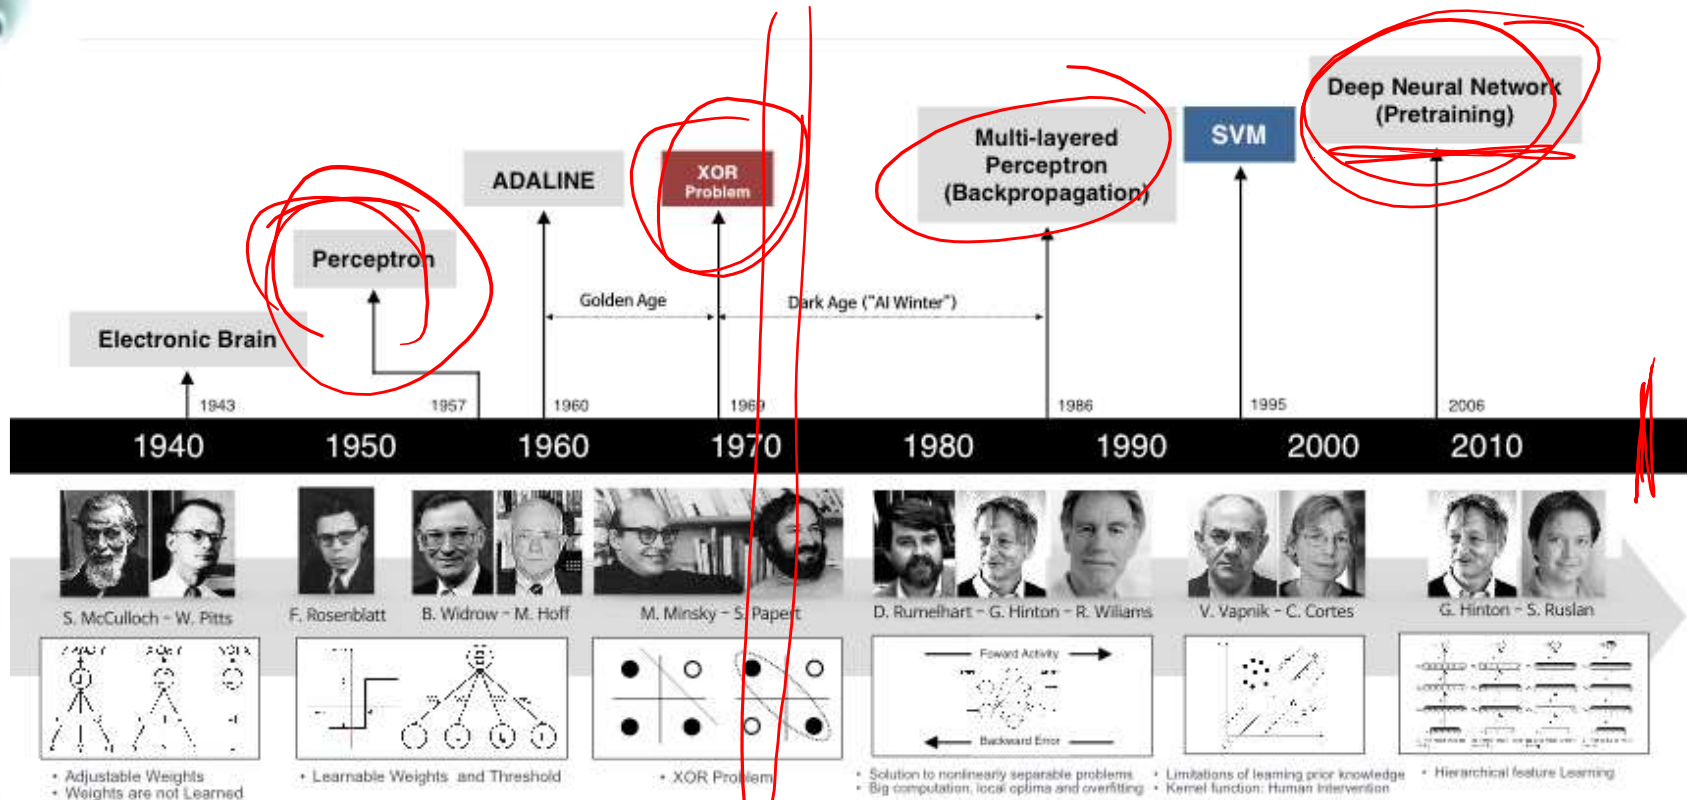 Deep Neural Network
(Pretraining)
Multi-layered
Perceptron
(Backpropagation)
SVM
ADALINE
XOR
Problem
Perceptron
Golden Age
Dark Age ("AI Winter")
Electronic Brain
1943
1957
1960
1969
1986
1995
2006
1940
1950
1960
1970
1980
1990
2000
2010
S. McCulloch - W. Pitts
F. Rosenblatt
B. Widrow - M. Hoff
M. Minsky - S. Papert
D. Rumelhart - G. Hinton - R. Wiliams
V. Vapnik - C. Cortes
G. Hinton - S. Ruslan
Foward Activity
Backward Error
• Adjustable Weights
• Weights are not Learned
• Learnable Weights and Threshold
• XOR Problem
• Solution to nonlinearly separable problems
• Big computation, local optima and overfitting
• Limitations of learning prior knowledge
• Kernel function: Human Intervention
• Hierarchical feature Learning